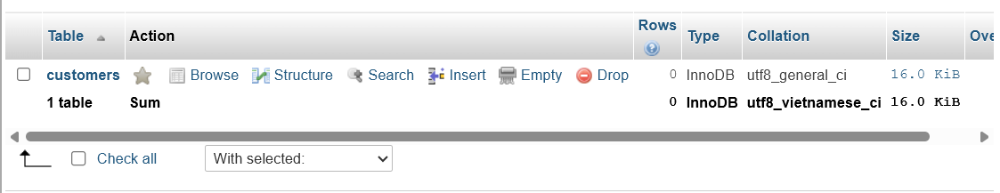 Table Action Rows Type Collation Size Ove
customers Browse Structure Search Insert Empty Drop 0 InnoDB utf8_general_ci 16.0 KiB
1 table Sum 0 InnoDB utf8_vietnamese_ci 16.0 KiB
Check all With selected: